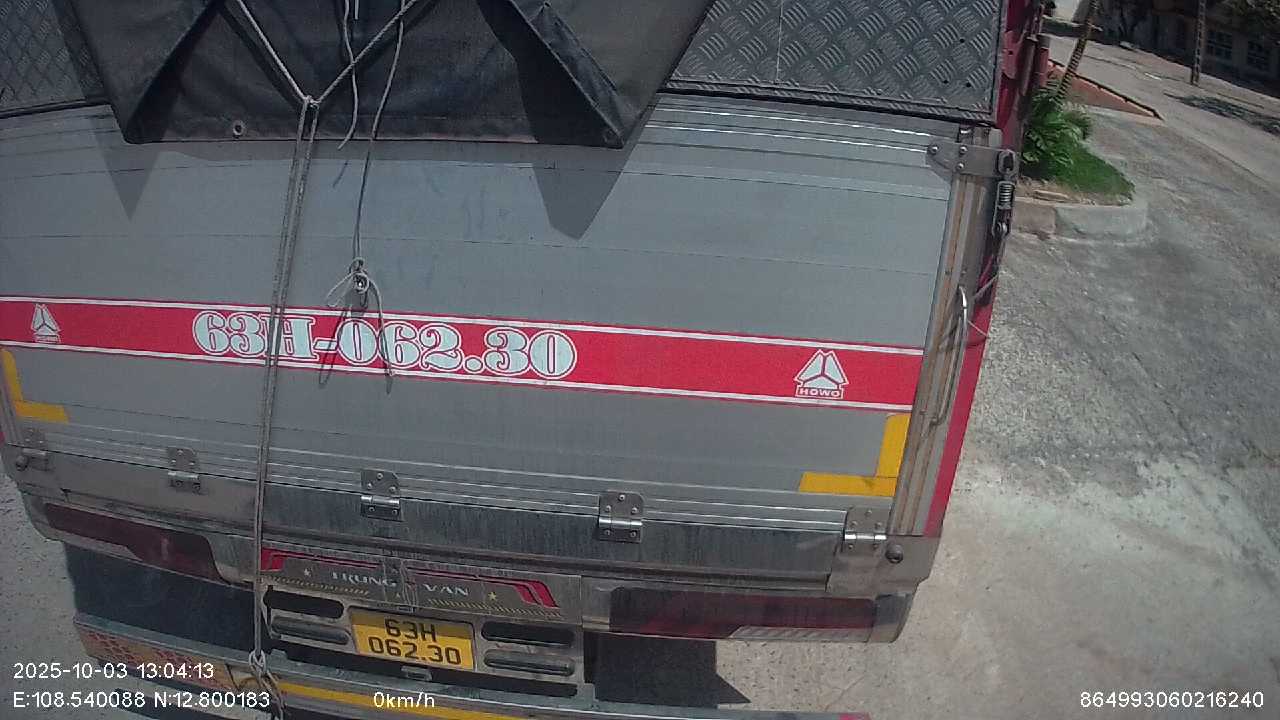 63H-062.30
HOWO
TRUNG VAN
63H
062.30
2025-10-03 13:04:13
E:108.540088 N:12.800183 0km/h 864993060216240